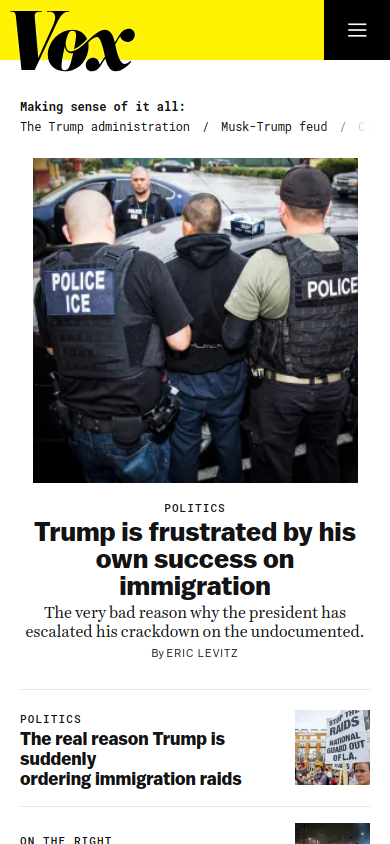 Vox
Making sense of it all:
The Trump administration / Musk-Trump feud / C
POLICE
ICE
POLICE
POLITICS
Trump is frustrated by his
own success on
immigration
The very bad reason why the president has
escalated his crackdown on the undocumented.
By ERIC LEVITZ
POLITICS
The real reason Trump is
suddenly
ordering immigration raids
STOP THE
RAIDS
NATIONAL
GUARD OUT
OF L.A.
ON THE RIGHT